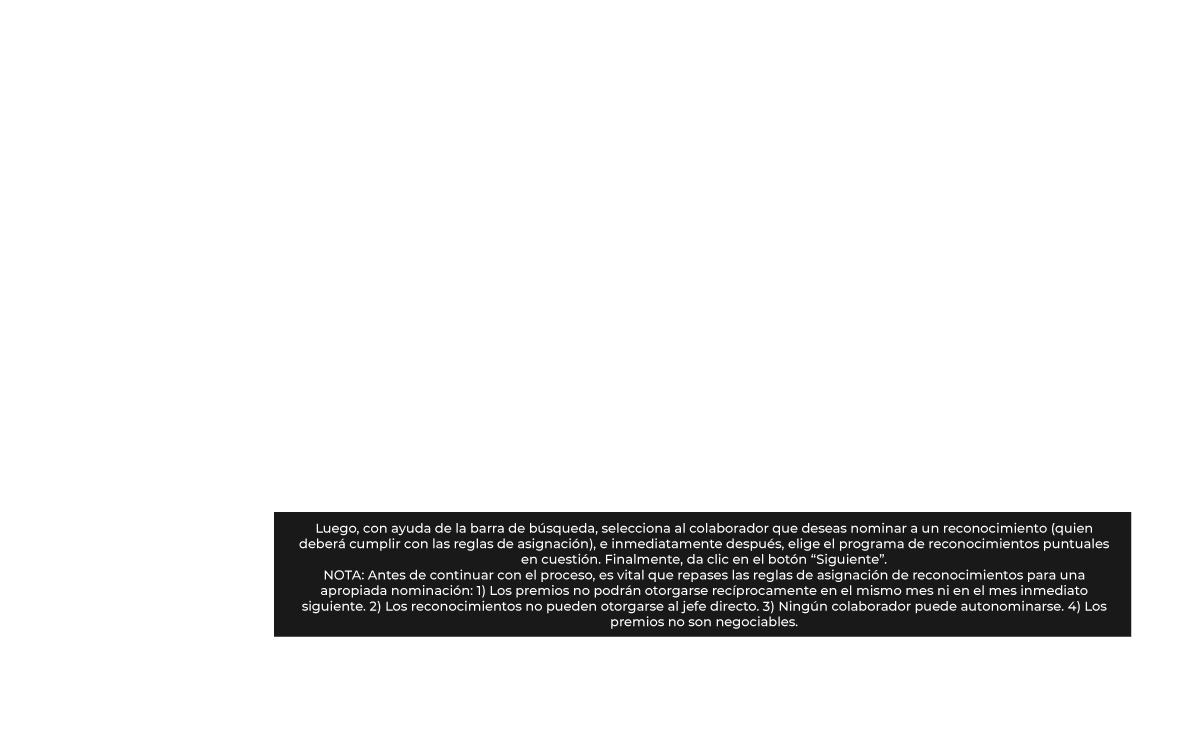 Luego, con ayuda de la barra de búsqueda, selecciona al colaborador que deseas nominar a un reconocimiento (quien
deberá cumplir con las reglas de asignación), e inmediatamente después, elige el programa de reconocimientos puntuales
en cuestión. Finalmente, da clic en el botón “Siguiente”.
NOTA: Antes de continuar con el proceso, es vital que repases las reglas de asignación de reconocimientos para una
apropiada nominación: 1) Los premios no podrán otorgarse recíprocamente en el mismo mes ni en el mes inmediato
siguiente. 2) Los reconocimientos no pueden otorgarse al jefe directo. 3) Ningún colaborador puede autonominarse. 4) Los
premios no son negociables.